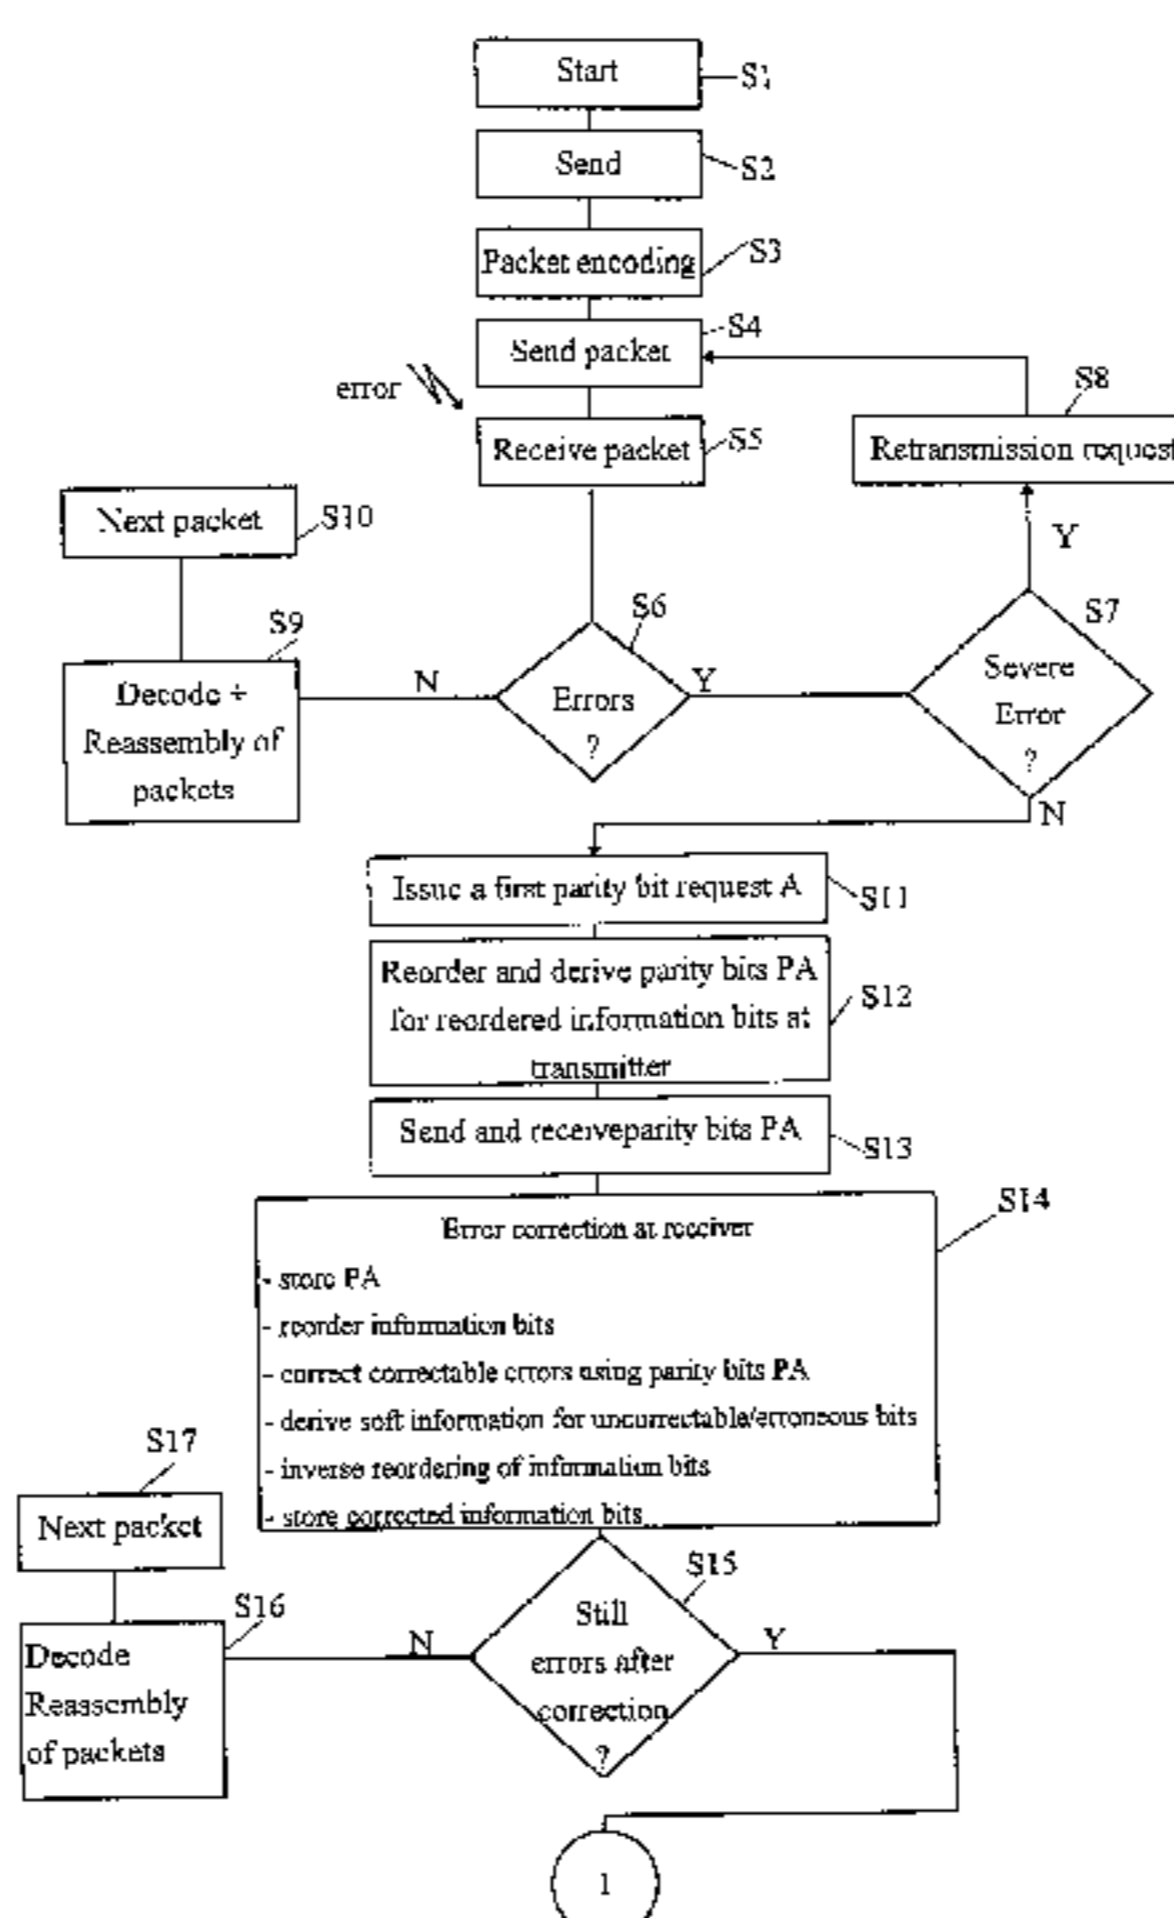 Start
S1
Send
S2
Packet encoding
S3
Send packet
S4
error
Receive packet
S5
S8
Retransmission request
Next packet
S10
Y
S9
S6
S7
Decode +
Reassembly of
packets
N
Errors
?
Y
Severe
Error
?
N
Issue a first parity bit request A
S11
Reorder and derive parity bits PA
for reordered information bits at
transmitter
S12
Send and receiveparity bits PA
S13
S14
Error correction at receiver
- store PA
- reorder information bits
- correct correctable errors using parity bits PA
- derive soft information for uncorrectable/erroneous bits
- inverse reordering of information bits
- store corrected information bits
S17
Next packet
S16
Decode
Reassembly
of packets
N
S15
Still
errors after
correction
?
Y
1